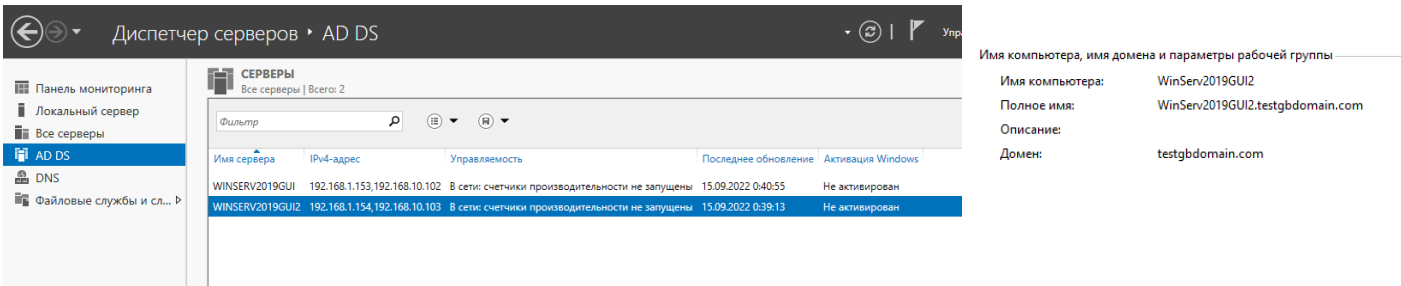 Диспетчер серверов ‣ AD DS
Упра
Панель мониторинга
Локальный сервер
Все серверы
AD DS
DNS
Файловые службы и сл...
СЕРВЕРЫ
Все серверы | Всего: 2
Фильтр
Имя сервера IPv4-адрес Управляемость Последнее обновление Активация Windows
WINSERV2019GUI 192.168.1.153,192.168.10.102 В сети: счетчики производительности не запущены 15.09.2022 0:40:55 Не активирован
WINSERV2019GUI2 192.168.1.154,192.168.10.103 В сети: счетчики производительности не запущены 15.09.2022 0:39:13 Не активирован
Имя компьютера, имя домена и параметры рабочей группы
Имя компьютера: WinServ2019GUI2
Полное имя: WinServ2019GUI2.testgbdomain.com
Описание:
Домен: testgbdomain.com